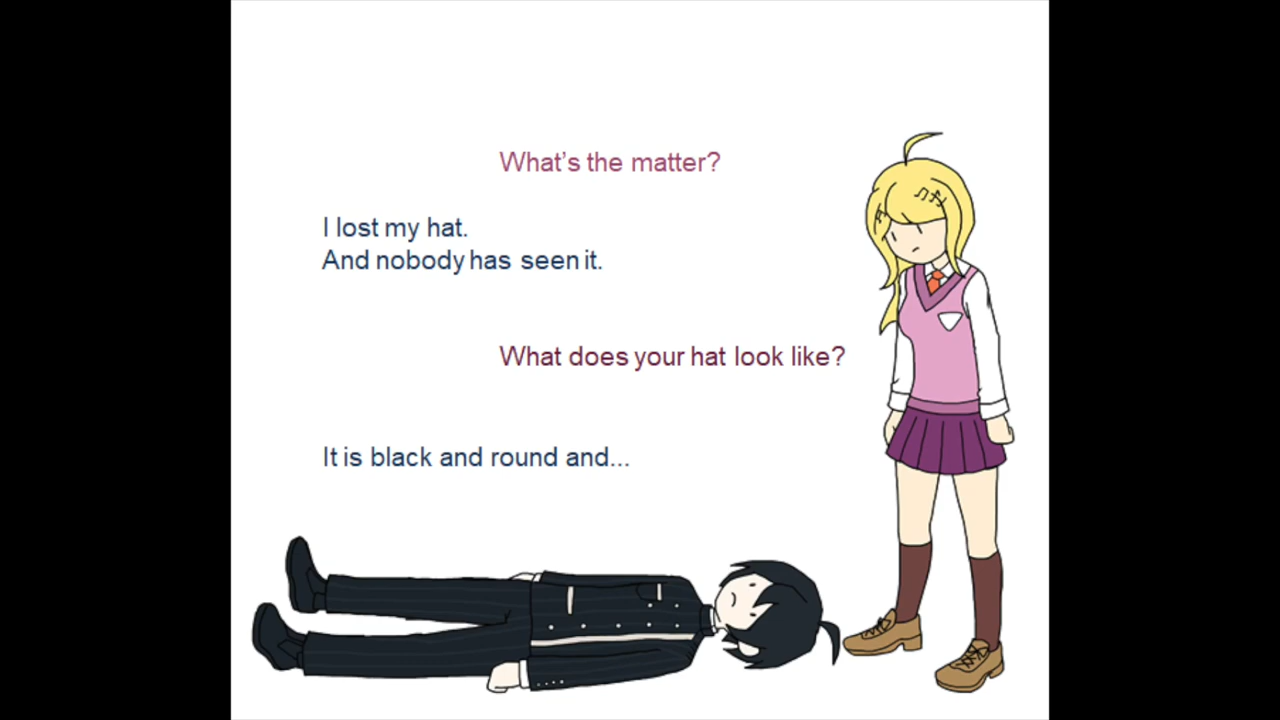 What’s the matter?
I lost my hat.
And nobody has seen it.
What does your hat look like?
It is black and round and...